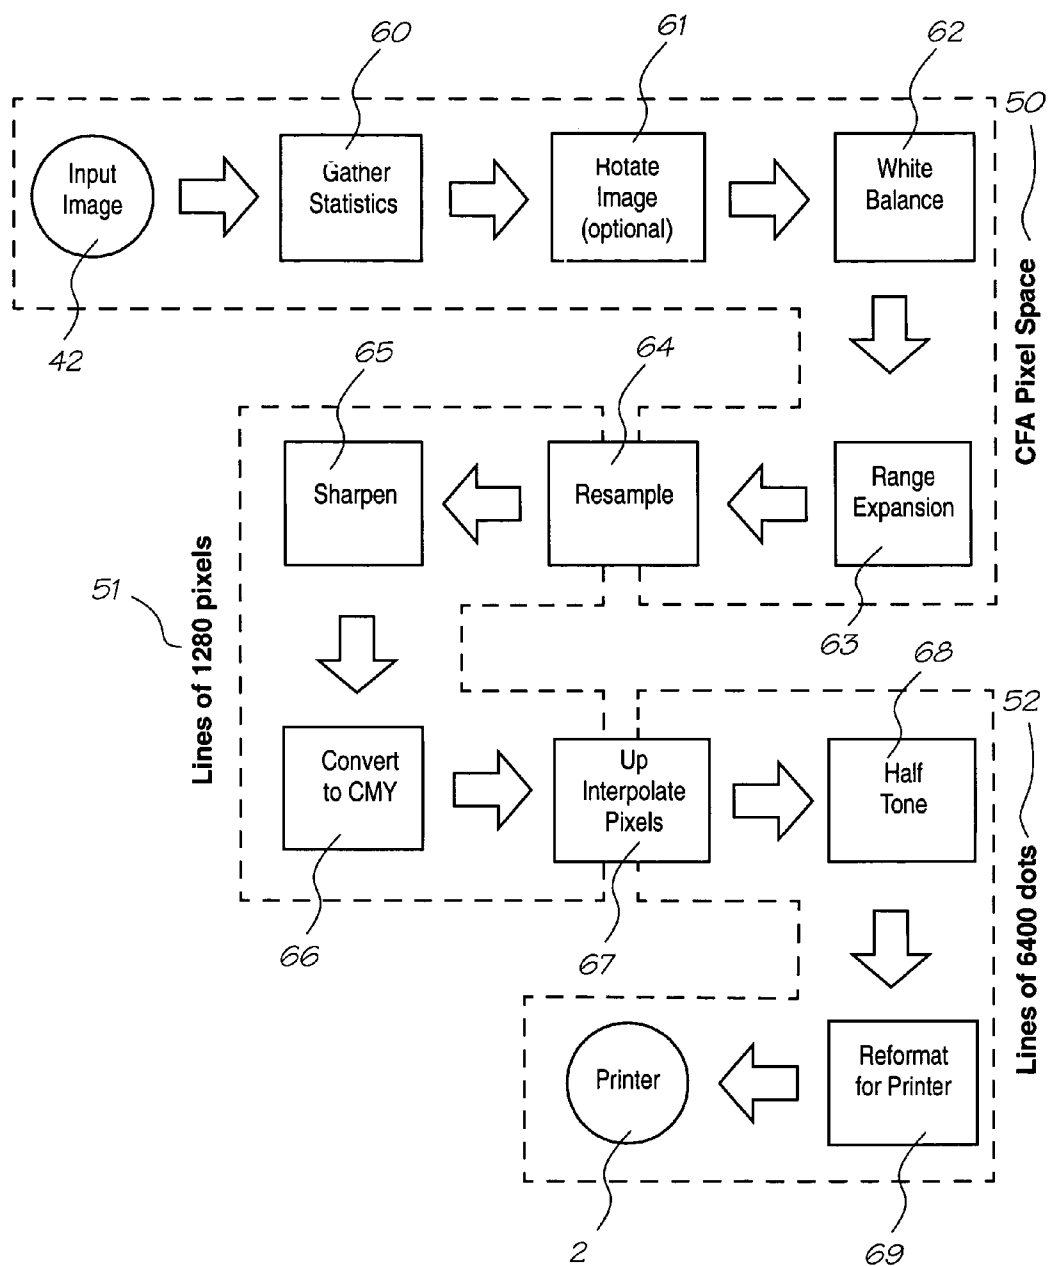 60
61
62
50
Input
Image
Gather
Statistics
Rotate
Image
(optional)
White
Balance
42
CFA Pixel Space
65
64
Sharpen
Resample
Range
Expansion
63
51
Lines of 1280 pixels
68
52
Convert
to CMY
Up
Interpolate
Pixels
Half
Tone
66
67
Lines of 6400 dots
Printer
Reformat
for Printer
2
69